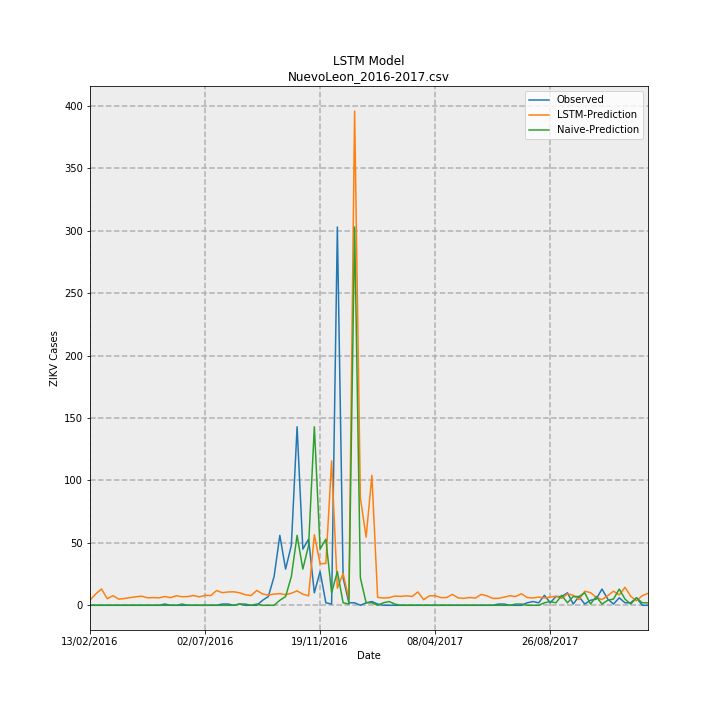 LSTM Model
NuevoLeon_2016-2017.csv
Observed
LSTM-Prediction
Naive-Prediction
400
350
300
250
200
150
100
50
0
ZIKV Cases
13/02/2016
02/07/2016
19/11/2016
08/04/2017
26/08/2017
Date